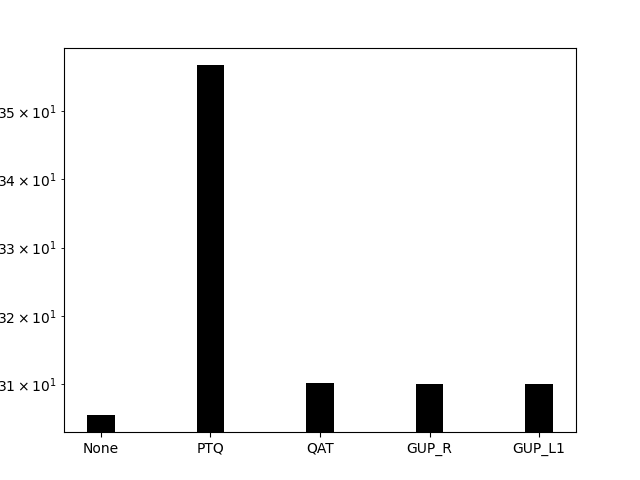 35 × 10¹
34 × 10¹
33 × 10¹
32 × 10¹
31 × 10¹
None PTQ QAT GUP_R GUP_L1